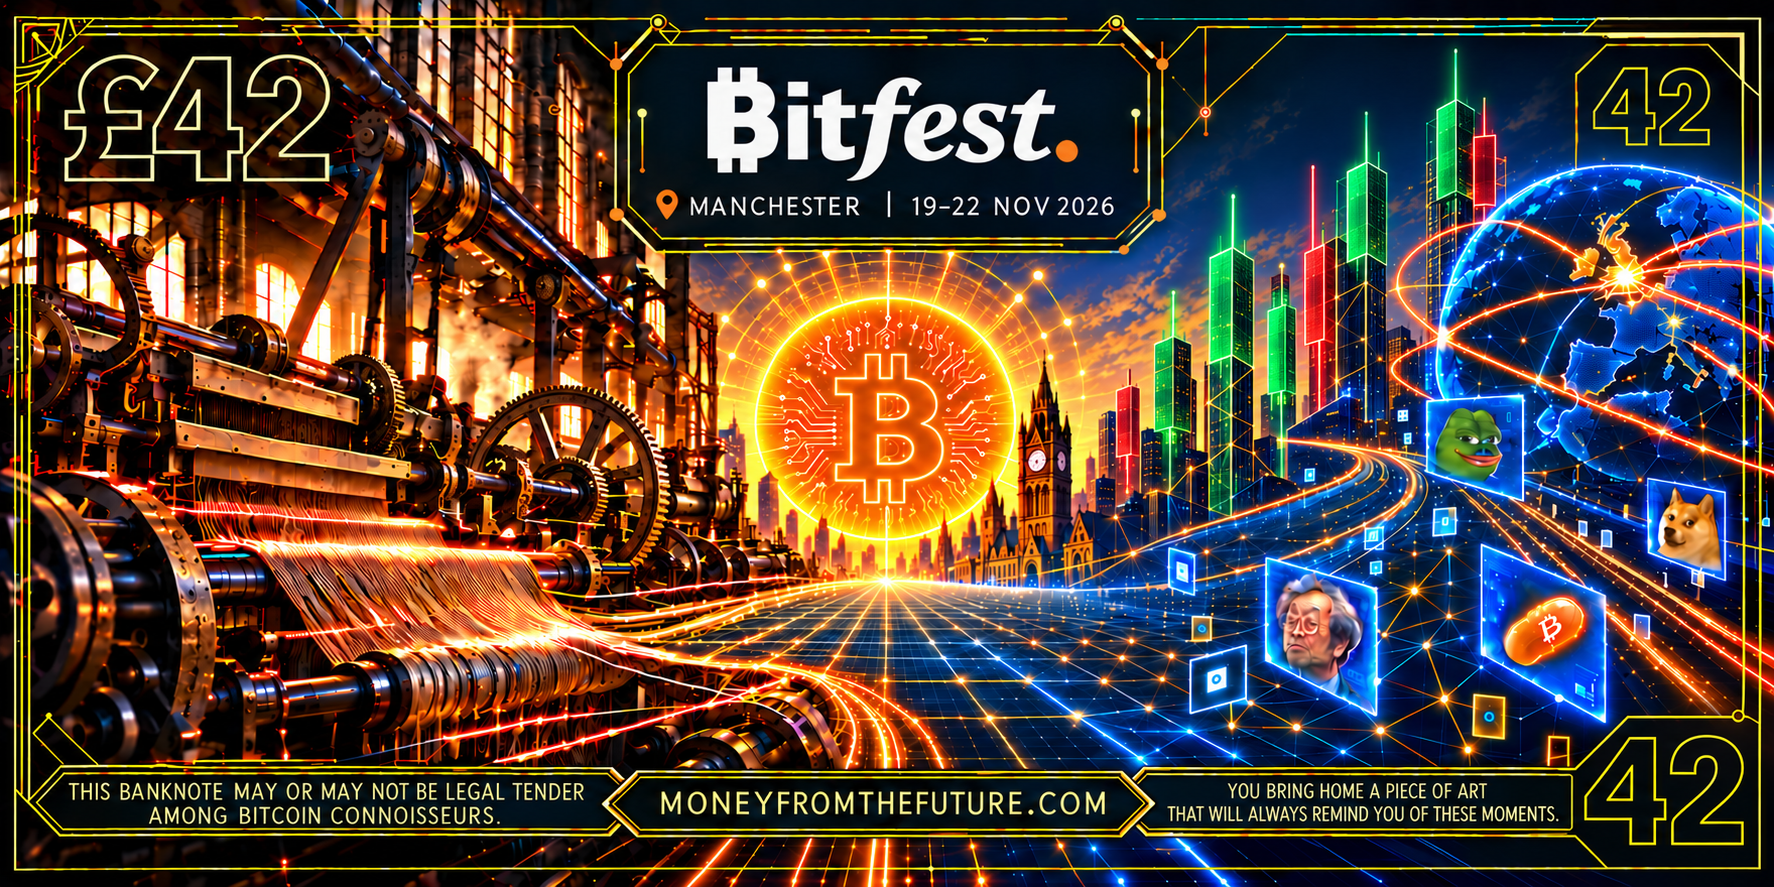 £42
Bitfest.
MANCHESTER | 19-22 NOV 2026
42
THIS BANKNOTE MAY OR MAY NOT BE LEGAL TENDER
AMONG BITCOIN CONNOISSEURS.
MONEYFROMTHEFUTURE.COM
YOU BRING HOME A PIECE OF ART
THAT WILL ALWAYS REMIND YOU OF THESE MOMENTS.
42